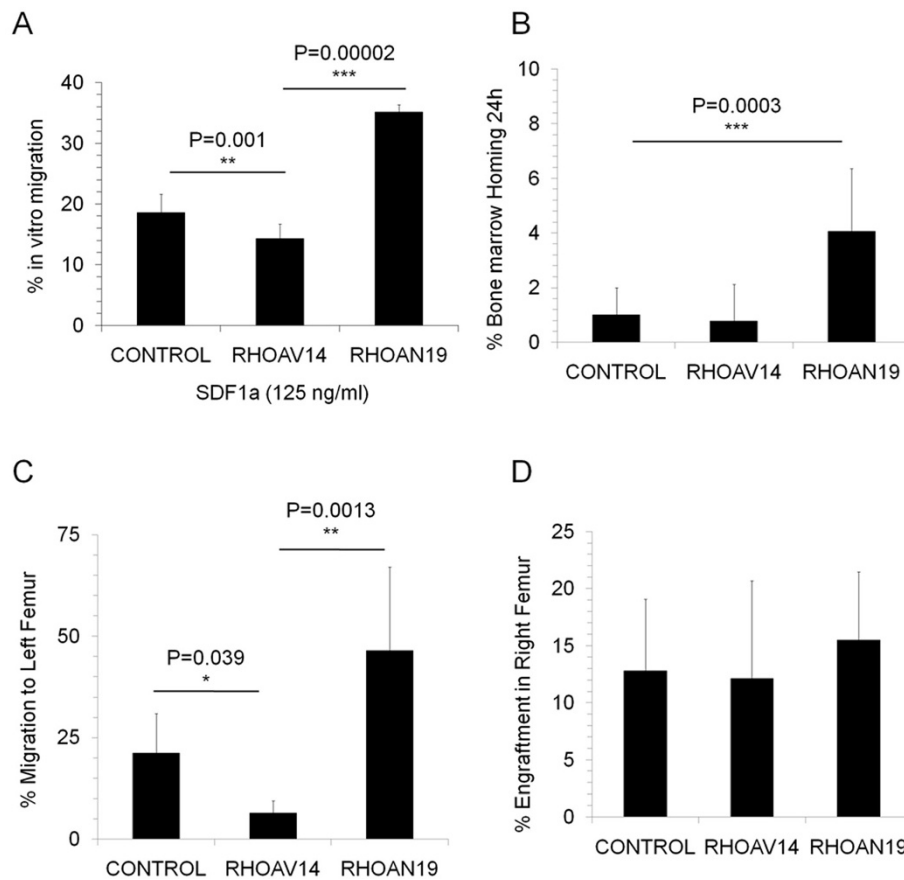 A
P=0.00002
***
P=0.001
**
40
30
20
10
0
% in vitro migration
CONTROL RHOAV14 RHOAN19
SDF1a (125 ng/ml)
B
P=0.0003
***
10
8
6
4
2
0
% Bone marrow Homing 24h
CONTROL RHOAV14 RHOAN19
C
P=0.0013
**
P=0.039
*
75
50
25
0
% Migration to Left Femur
CONTROL RHOAV14 RHOAN19
D
25
20
15
10
5
0
% Engraftment in Right Femur
CONTROL RHOAV14 RHOAN19